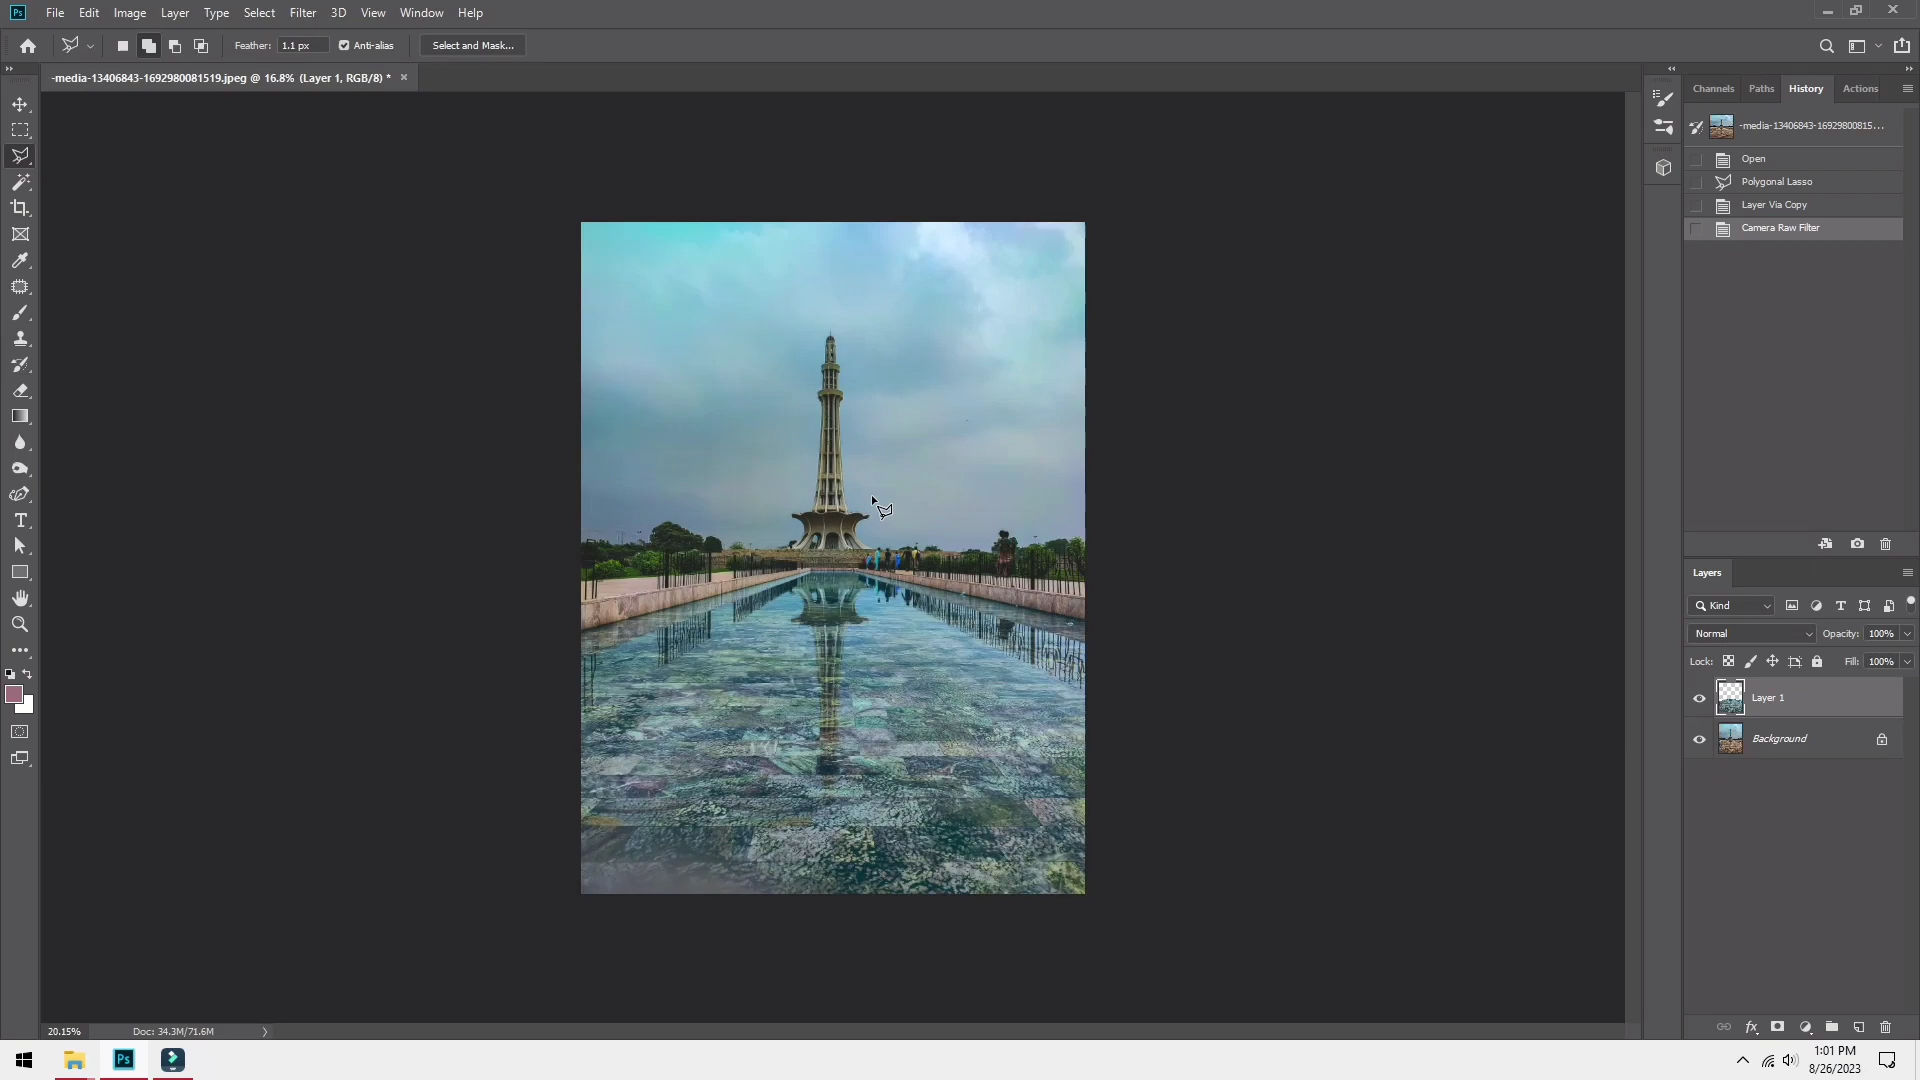 Ps File Edit Image Layer Type Select Filter 3D View Window Help
Feather: 1.1 px Anti-alias Select and Mask...
-media-13406843-1692980081519.jpeg @ 16.8% (Layer 1, RGB/8) *
Channels Paths History Actions
-media-13406843-16929800815...
Open
Polygonal Lasso
Layer Via Copy
Camera Raw Filter
Layers
Kind
Normal Opacity: 100%
Lock: Fill: 100%
Layer 1
Background
20.15% Doc: 34.3M/71.6M
Ps
1:01 PM
8/26/2023